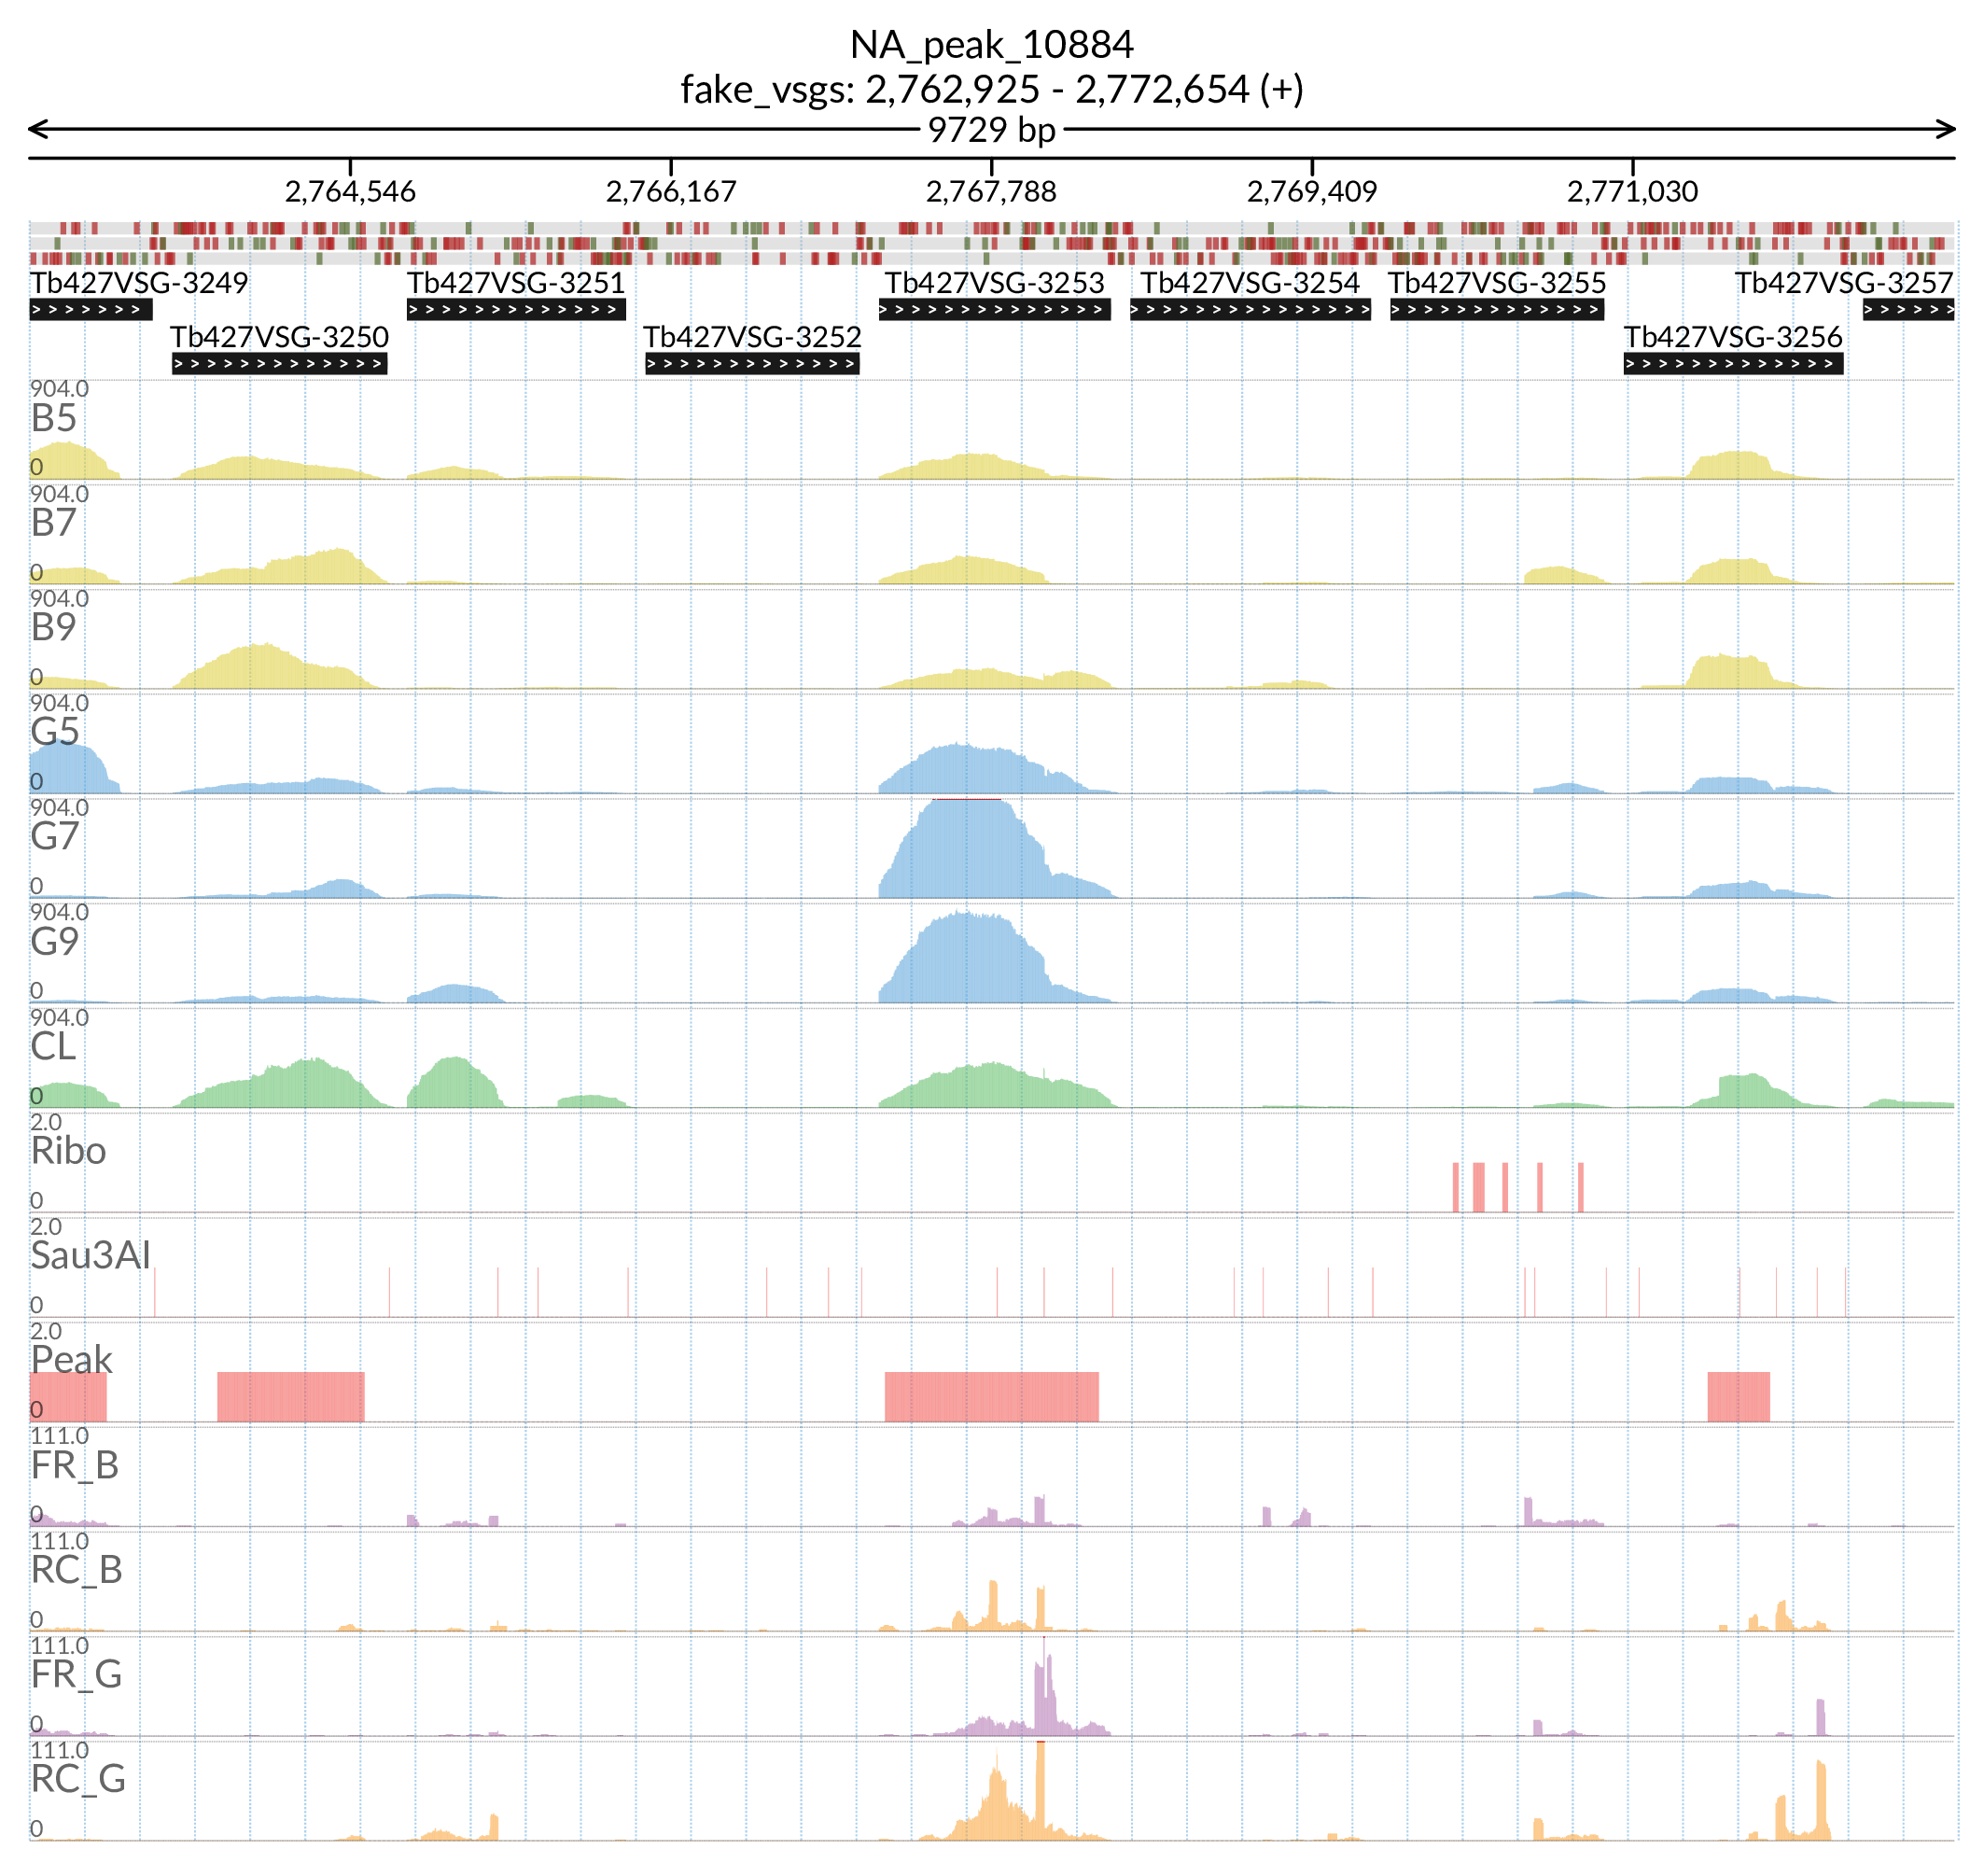 NA_peak_10884
fake_vsgs: 2,762,925 - 2,772,654 (+)
9729 bp
2,764,546 2,766,167 2,767,788 2,769,409 2,771,030
Tb427VSG-3249 Tb427VSG-3251 Tb427VSG-3253 Tb427VSG-3254 Tb427VSG-3255 Tb427VSG-3257
Tb427VSG-3250 Tb427VSG-3252 Tb427VSG-3256
904.0
B5
0
904.0
B7
0
904.0
B9
0
904.0
G5
0
904.0
G7
0
904.0
G9
0
904.0
CL
0
2.0
Ribo
0
2.0
Sau3AI
0
2.0
Peak
0
111.0
FR_B
0
111.0
RC_B
0
111.0
FR_G
0
111.0
RC_G
0